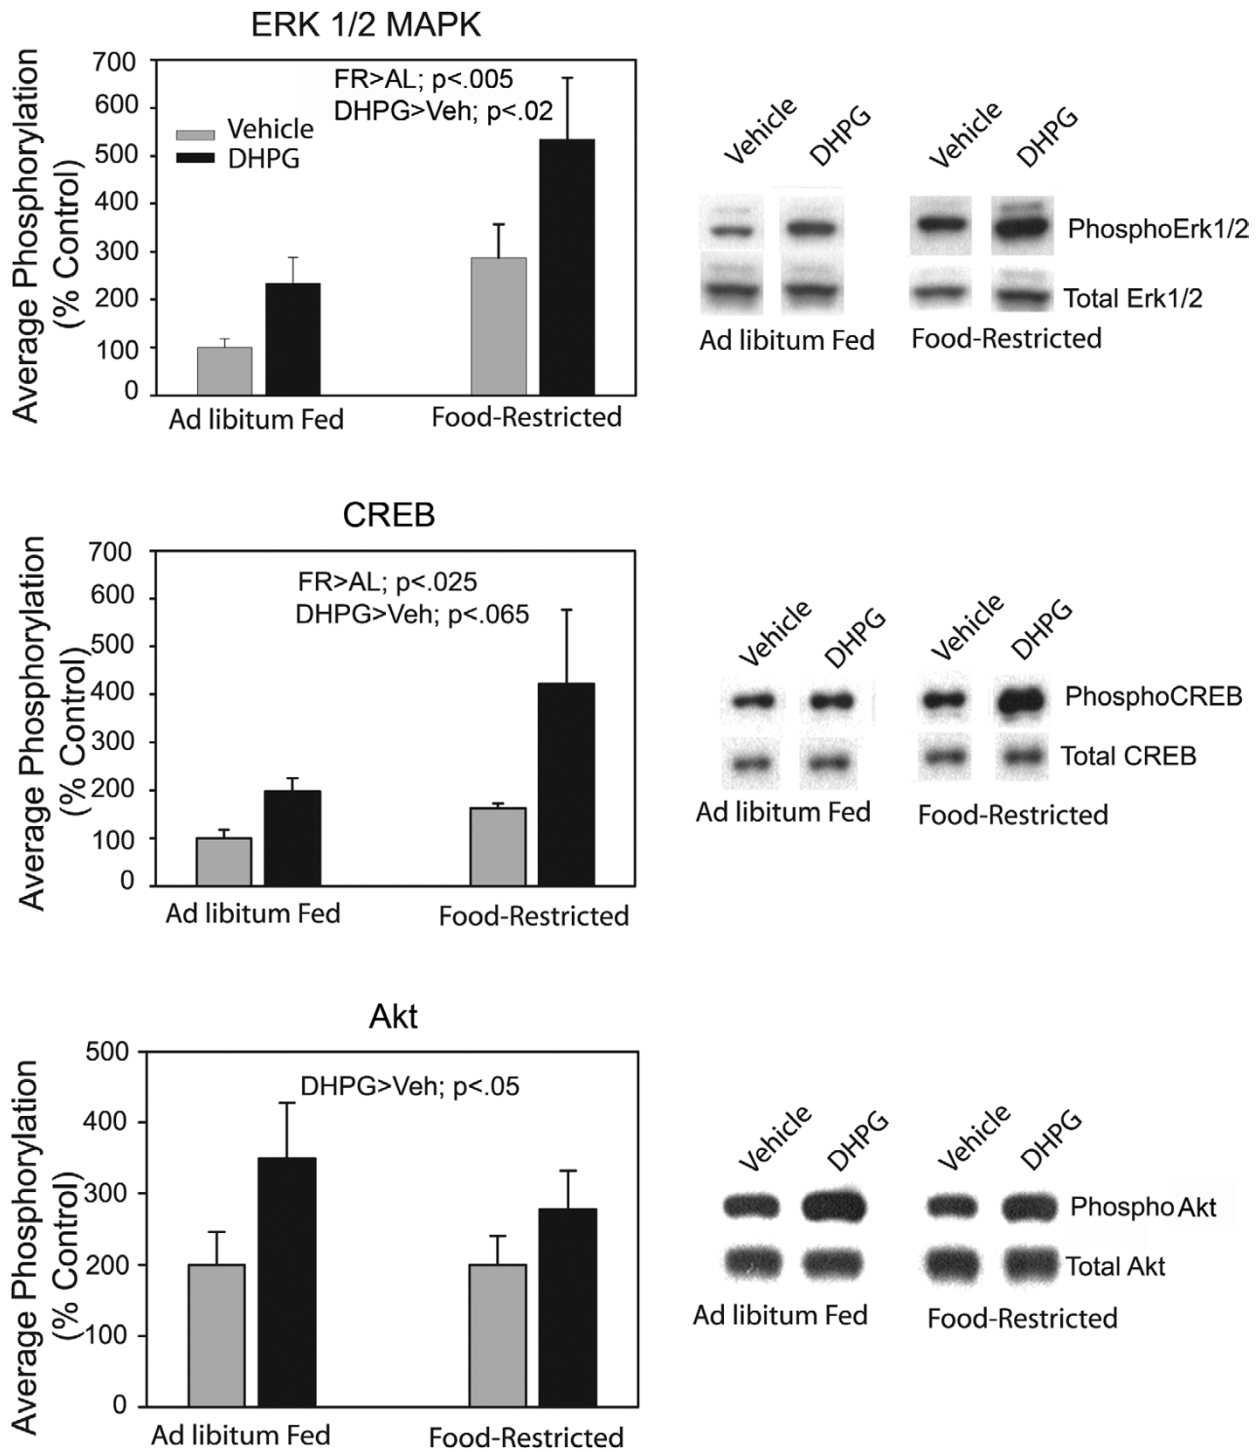 ERK 1/2 MAPK
Average Phosphorylation
(% Control)
700
600
500
400
300
200
100
0
FR>AL; p<.005
DHPG>Veh; p<.02
Vehicle
DHPG
Ad libitum Fed
Food-Restricted
Vehicle
DHPG
Vehicle
DHPG
PhosphoErk1/2
Total Erk1/2
Ad libitum Fed
Food-Restricted
CREB
Average Phosphorylation
(% Control)
700
600
500
400
300
200
100
0
FR>AL; p<.025
DHPG>Veh; p<.065
Ad libitum Fed
Food-Restricted
Vehicle
DHPG
Vehicle
DHPG
PhosphoCREB
Total CREB
Ad libitum Fed
Food-Restricted
Akt
Average Phosphorylation
(% Control)
500
400
300
200
100
0
DHPG>Veh; p<.05
Ad libitum Fed
Food-Restricted
Vehicle
DHPG
Vehicle
DHPG
Phospho Akt
Total Akt
Ad libitum Fed
Food-Restricted